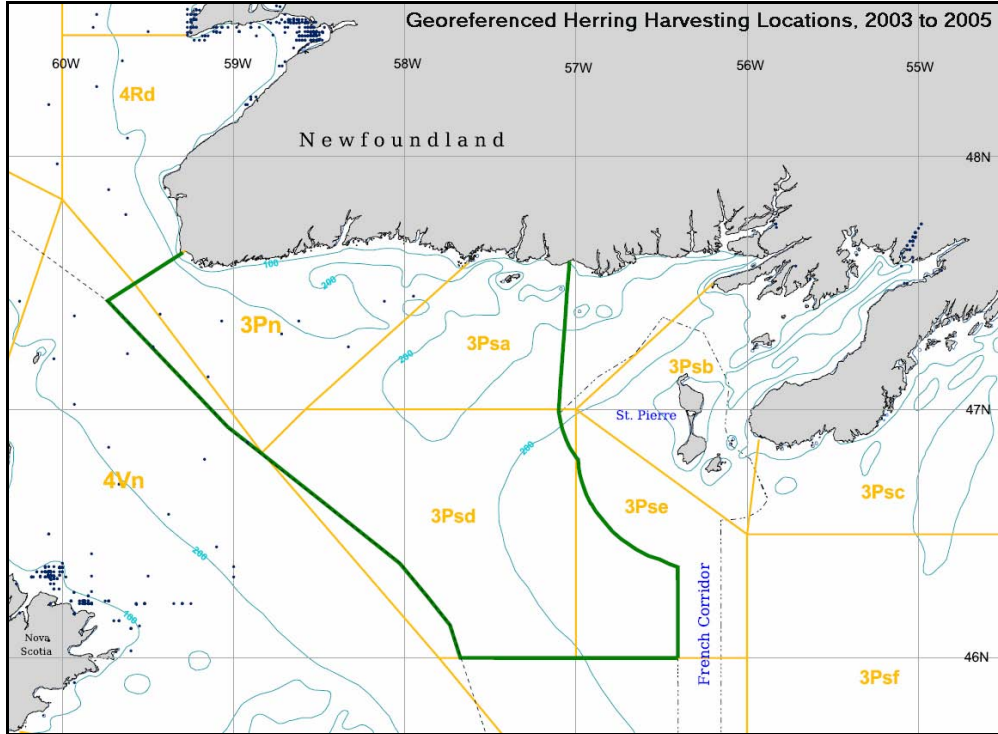 Georeferenced Herring Harvesting Locations, 2003 to 2005
60W
59W
58W
57W
56W
55W
4Rd
Newfoundland
48N
100
200
3Pn
3Psa
200
3Psb
St. Pierre
47N
200
4Vn
3Psd
3Pse
3Psc
200
100
Nova
Scotia
French Corridor
46N
3Psf